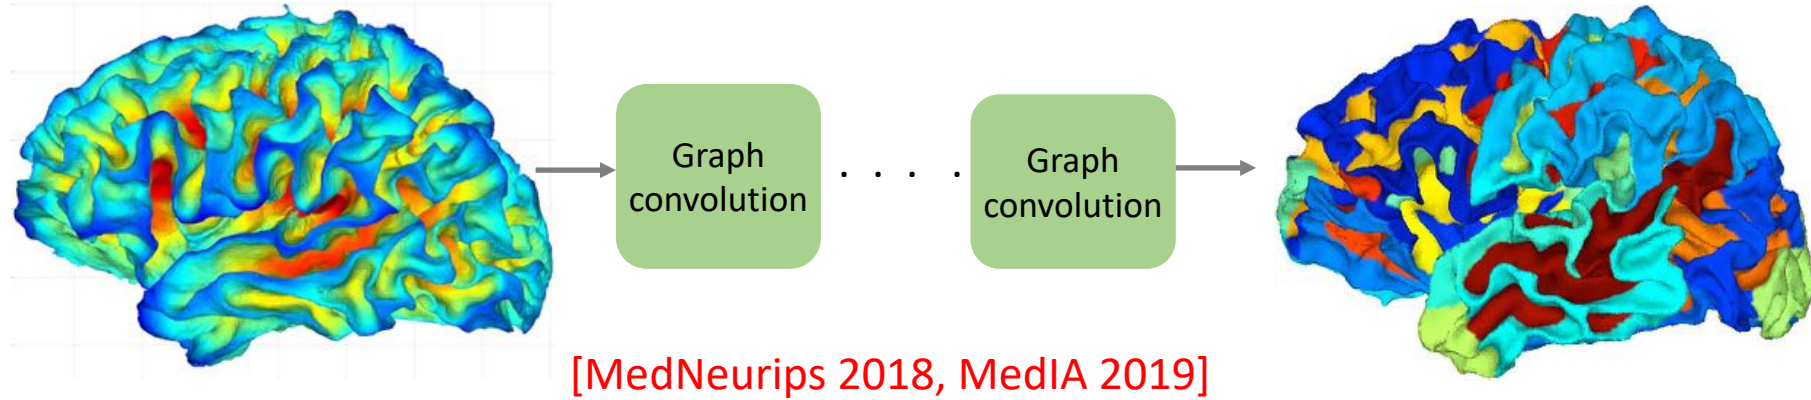 Graph
convolution
. . . .
Graph
convolution
[MedNeurips 2018, MedIA 2019]